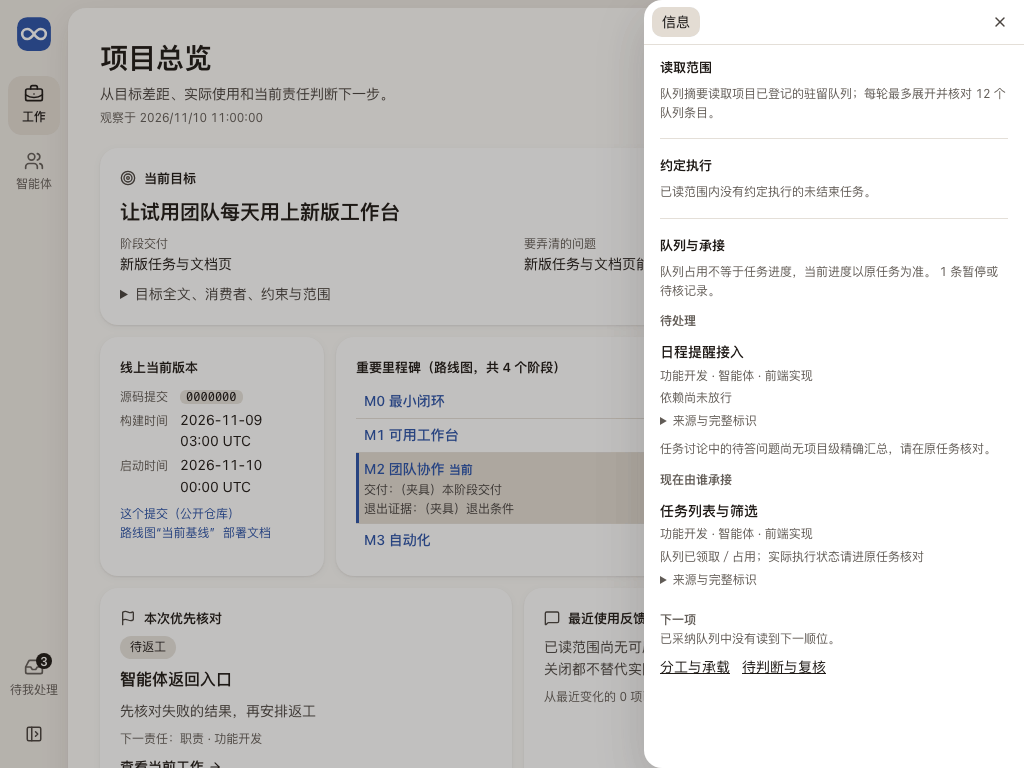 工作
智能体
3
待我处理
项目总览
从目标差距、实际使用和当前责任判断下一步。
观察于 2026/11/10 11:00:00
当前目标
让试用团队每天用上新版工作台
阶段交付
新版任务与文档页
要弄清的问题
新版任务与文档页能
目标全文、消费者、约束与范围
线上当前版本
源码提交 0000000
构建时间 2026-11-09
03:00 UTC
启动时间 2026-11-10
00:00 UTC
这个提交（公开仓库）
路线图“当前基线” 部署文档
重要里程碑（路线图，共 4 个阶段）
M0 最小闭环
M1 可用工作台
M2 团队协作 当前
交付：（夹具）本阶段交付
退出证据：（夹具）退出条件
M3 自动化
本次优先核对
待返工
智能体返回入口
先核对失败的结果，再安排返工
下一责任：职责 · 功能开发
查看当前工作 →
最近使用反馈
已读范围尚无可
关闭都不替代实
从最近变化的 0 项
信息
读取范围
队列摘要读取项目已登记的驻留队列；每轮最多展开并核对 12 个
队列条目。
约定执行
已读范围内没有约定执行的未结束任务。
队列与承接
队列占用不等于任务进度，当前进度以原任务为准。 1 条暂停或
待核记录。
待处理
日程提醒接入
功能开发 · 智能体 · 前端实现
依赖尚未放行
来源与完整标识
任务讨论中的待答问题尚无项目级精确汇总，请在原任务核对。
现在由谁承接
任务列表与筛选
功能开发 · 智能体 · 前端实现
队列已领取 / 占用；实际执行状态请进原任务核对
来源与完整标识
下一项
已采纳队列中没有读到下一顺位。
分工与承载 待判断与复核